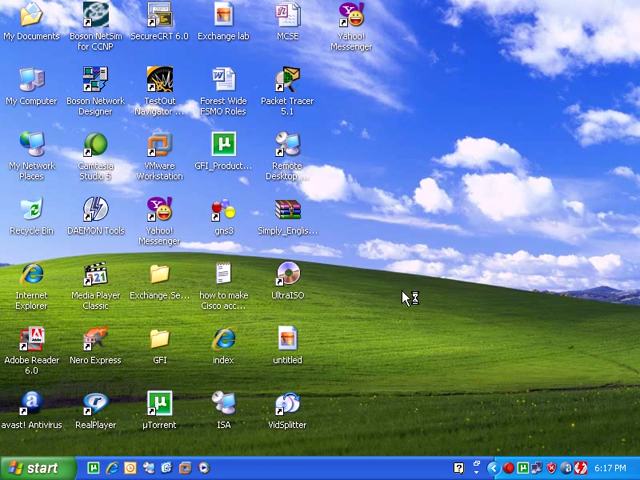 My Documents
Boson NetSim
for CCNP
SecureCRT 6.0
Exchange lab
MCSE
Yahoo!
Messenger
My Computer
Boson Network
Designer
TestOut
Navigator ...
Forest Wide
FSMO Roles
Packet Tracer
5.1
My Network
Places
Camtasia
Studio 5
VMware
Workstation
GFI_Product...
Remote
Desktop ...
Recycle Bin
DAEMON Tools
Yahoo!
Messenger
gns3
Simply_Englis...
Internet
Explorer
Media Player
Classic
Exchange.Se...
how to make
Cisco acc...
UltraISO
Adobe Reader
6.0
Nero Express
GFI
index
untitled
avast! Antivirus
RealPlayer
µTorrent
ISA
VidSplitter
start
6:17 PM